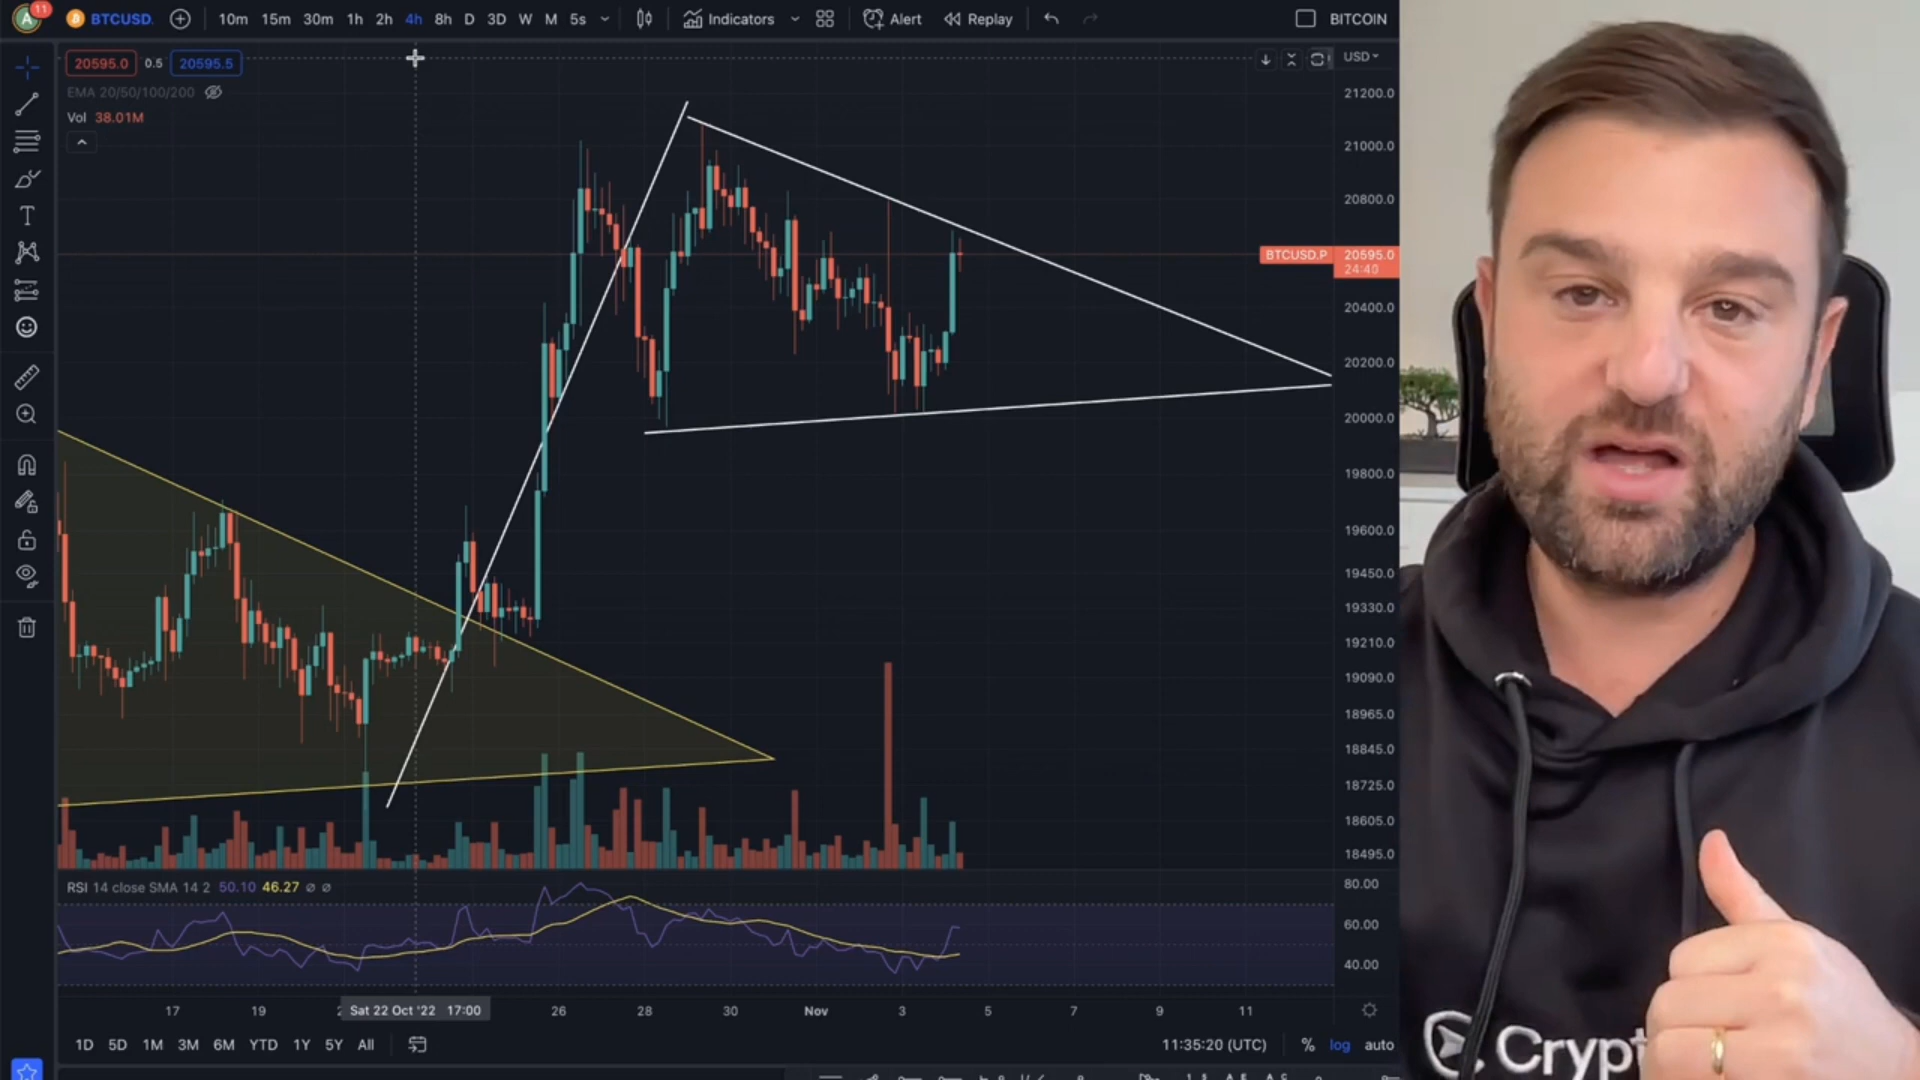 A 11 BTCUSD. 10m 15m 30m 1h 2h 4h 8h D 3D W M 5s Indicators Alert Replay BITCOIN
20595.0 0.5 20595.5 USD
EMA 20/50/100/200
Vol 38.01M
21200.0
21000.0
20800.0
BTCUSD.P 20595.0
24:40
20400.0
20200.0
20000.0
19800.0
19600.0
19450.0
19330.0
19210.0
19090.0
18965.0
18845.0
18725.0
18605.0
18495.0
RSI 14 close SMA 14 2 50.10 46.27 ⌀ ⌀
80.00
60.00
40.00
17 19 Sat 22 Oct '22 17:00 26 28 30 Nov 3 5 7 9 11
1D 5D 1M 3M 6M YTD 1Y 5Y All 11:35:20 (UTC) % log auto
Crypt